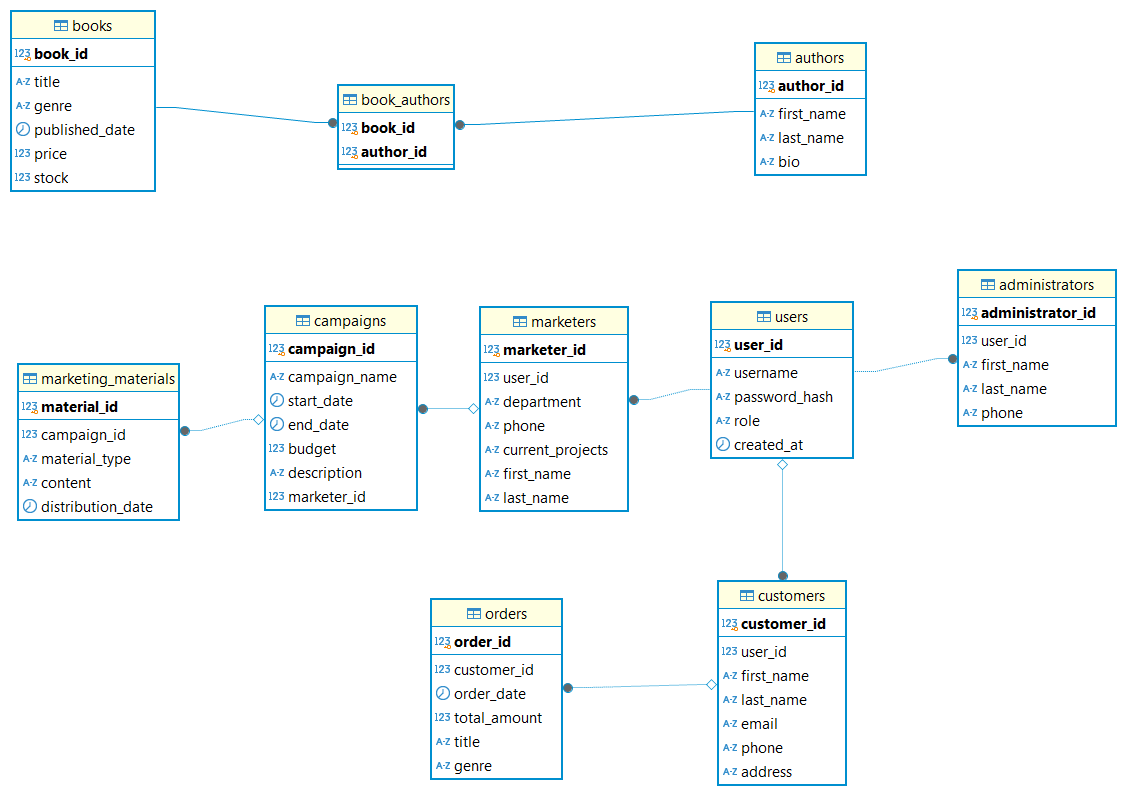 books
123 book_id
A-Z title
A-Z genre
published_date
123 price
123 stock
book_authors
123 book_id
123 author_id
authors
123 author_id
A-Z first_name
A-Z last_name
A-Z bio
marketing_materials
123 material_id
123 campaign_id
A-Z material_type
A-Z content
distribution_date
campaigns
123 campaign_id
A-Z campaign_name
start_date
end_date
123 budget
A-Z description
123 marketer_id
marketers
123 marketer_id
123 user_id
A-Z department
A-Z phone
A-Z current_projects
A-Z first_name
A-Z last_name
users
123 user_id
A-Z username
A-Z password_hash
A-Z role
created_at
administrators
123 administrator_id
123 user_id
A-Z first_name
A-Z last_name
A-Z phone
orders
123 order_id
123 customer_id
order_date
123 total_amount
A-Z title
A-Z genre
customers
123 customer_id
123 user_id
A-Z first_name
A-Z last_name
A-Z email
A-Z phone
A-Z address